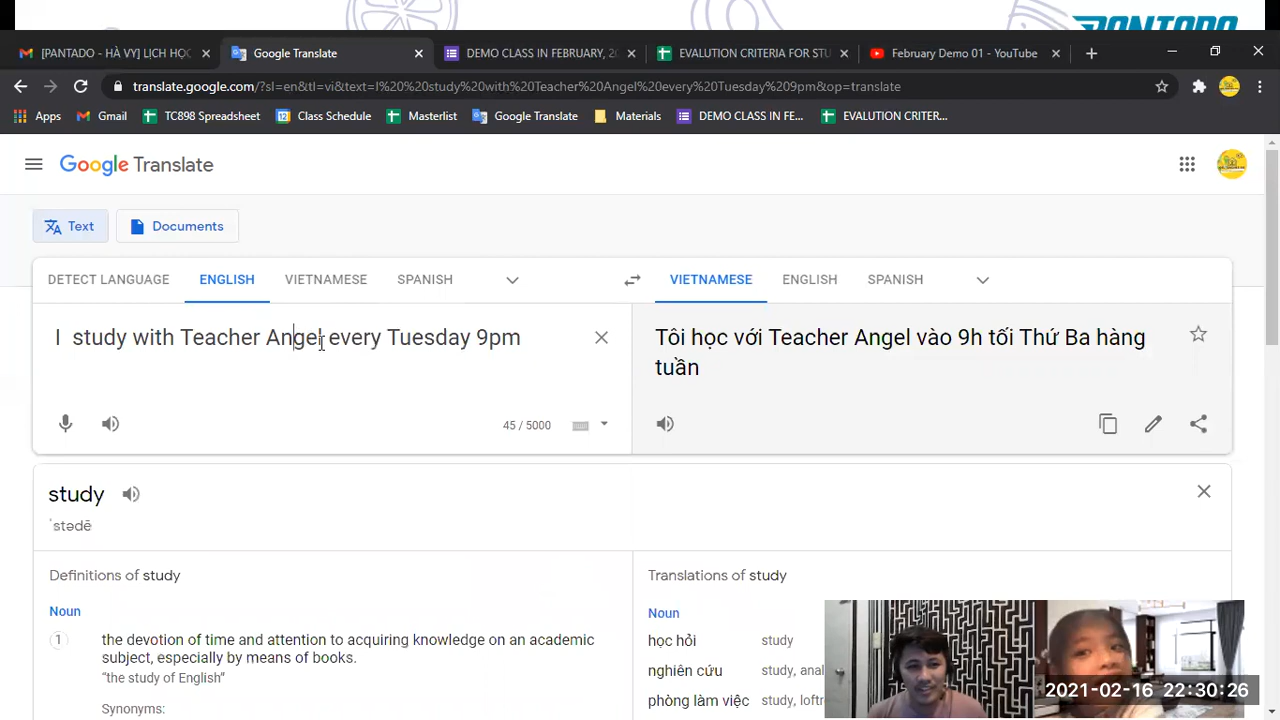 PANTADO
[PANTADO - HÀ VY] LỊCH HỌC
Google Translate
DEMO CLASS IN FEBRUARY, 20
EVALUTION CRITERIA FOR STU
February Demo 01 - YouTube
translate.google.com/?sl=en&tl=vi&text=I%20%20study%20with%20Teacher%20Angel%20every%20Tuesday%209pm&op=translate
Apps
Gmail
TC898 Spreadsheet
Class Schedule
Masterlist
Google Translate
Materials
DEMO CLASS IN FE...
EVALUTION CRITER...
Google Translate
Text
Documents
DETECT LANGUAGE
ENGLISH
VIETNAMESE
SPANISH
VIETNAMESE
ENGLISH
SPANISH
I study with Teacher Angel every Tuesday 9pm
Tôi học với Teacher Angel vào 9h tối Thứ Ba hàng
tuần
45 / 5000
study
ˈstədē
Definitions of study
Translations of study
Noun
Noun
1
the devotion of time and attention to acquiring knowledge on an academic
subject, especially by means of books.
"the study of English"
Synonyms:
học hỏi
study
nghiên cứu
study, anal
phòng làm việc
study, loftr
2021-02-16 22:30:26